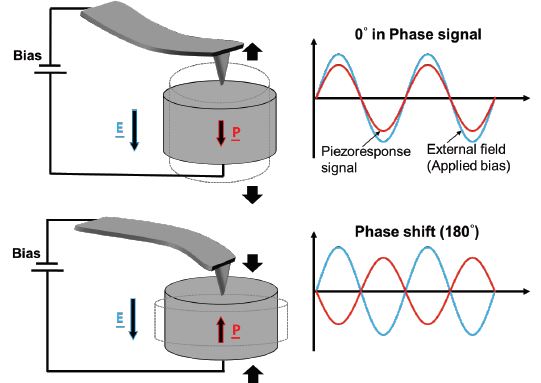 Bias
E
P
0° in Phase signal
Piezoresponse
signal
External field
(Applied bias)
Bias
E
P
Phase shift (180°)